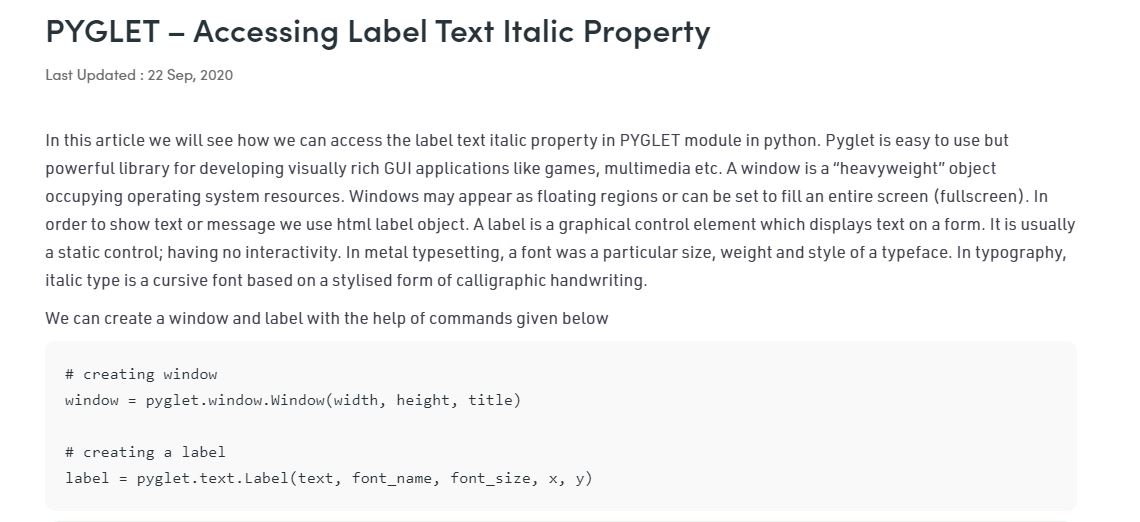 PYGLET – Accessing Label Text Italic Property
Last Updated : 22 Sep, 2020
In this article we will see how we can access the label text italic property in PYGLET module in python. Pyglet is easy to use but
powerful library for developing visually rich GUI applications like games, multimedia etc. A window is a “heavyweight” object
occupying operating system resources. Windows may appear as floating regions or can be set to fill an entire screen (fullscreen). In
order to show text or message we use html label object. A label is a graphical control element which displays text on a form. It is usually
a static control; having no interactivity. In metal typesetting, a font was a particular size, weight and style of a typeface. In typography,
italic type is a cursive font based on a stylised form of calligraphic handwriting.
We can create a window and label with the help of commands given below
# creating window
window = pyglet.window.Window(width, height, title)
# creating a label
label = pyglet.text.Label(text, font_name, font_size, x, y)